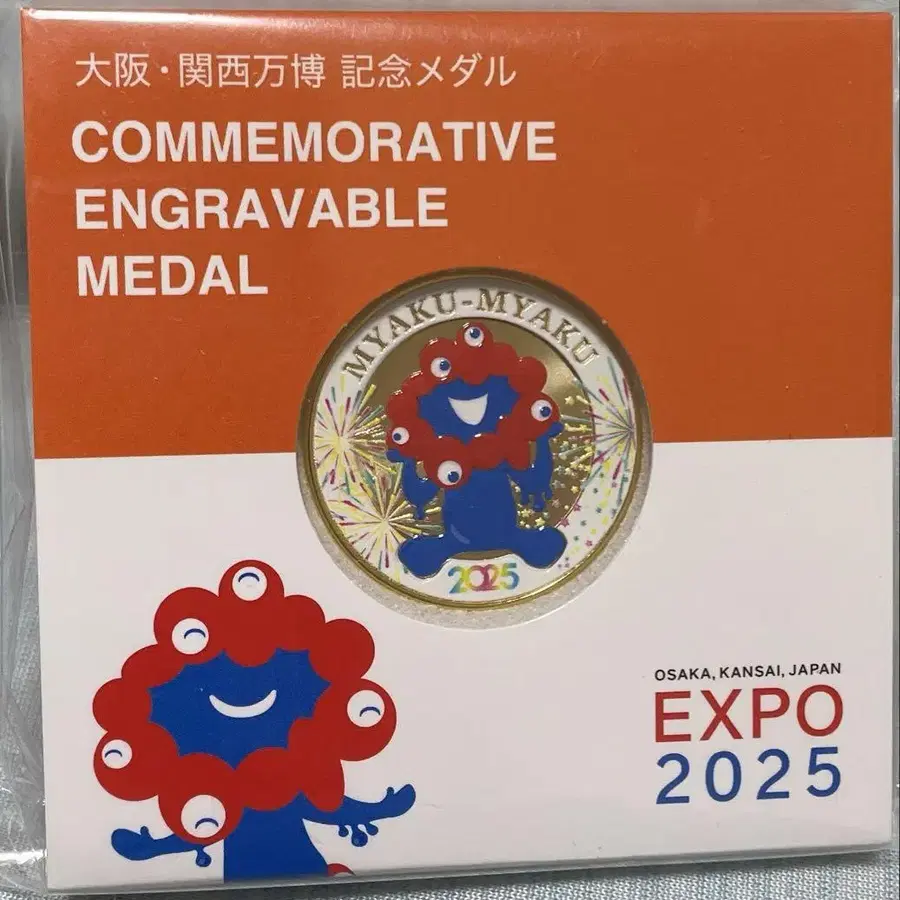 大阪・関西万博 記念メダル
COMMEMORATIVE
ENGRAVABLE
MEDAL
MYAKU-MYAKU
2025
OSAKA, KANSAI, JAPAN
EXPO
2025